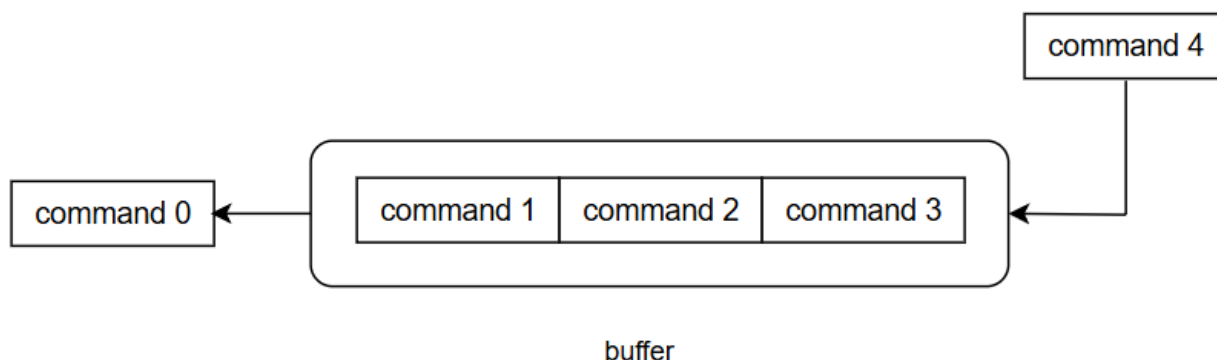 command 4
command 0
command 1
command 2
command 3
buffer